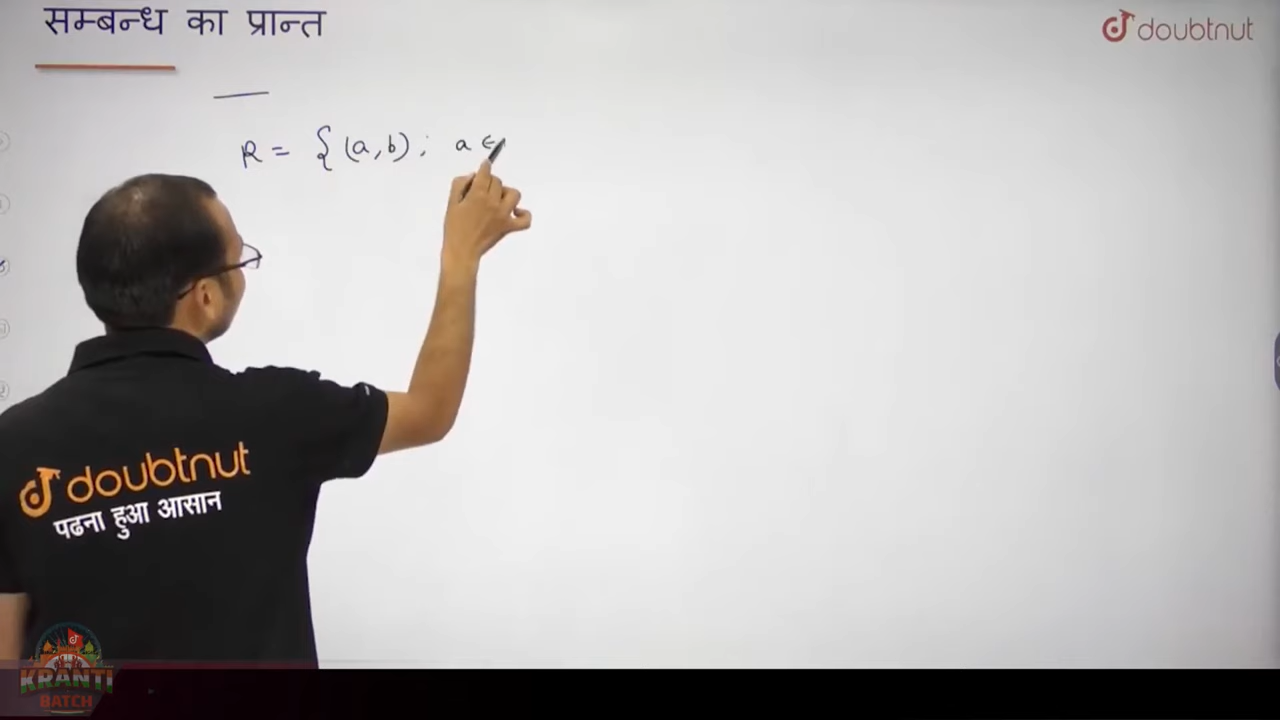 सम्बन्ध का प्रान्त
doubtnut
R = {(a,b); a ∈
doubtnut
पढना हुआ आसान
KRANTI
BATCH